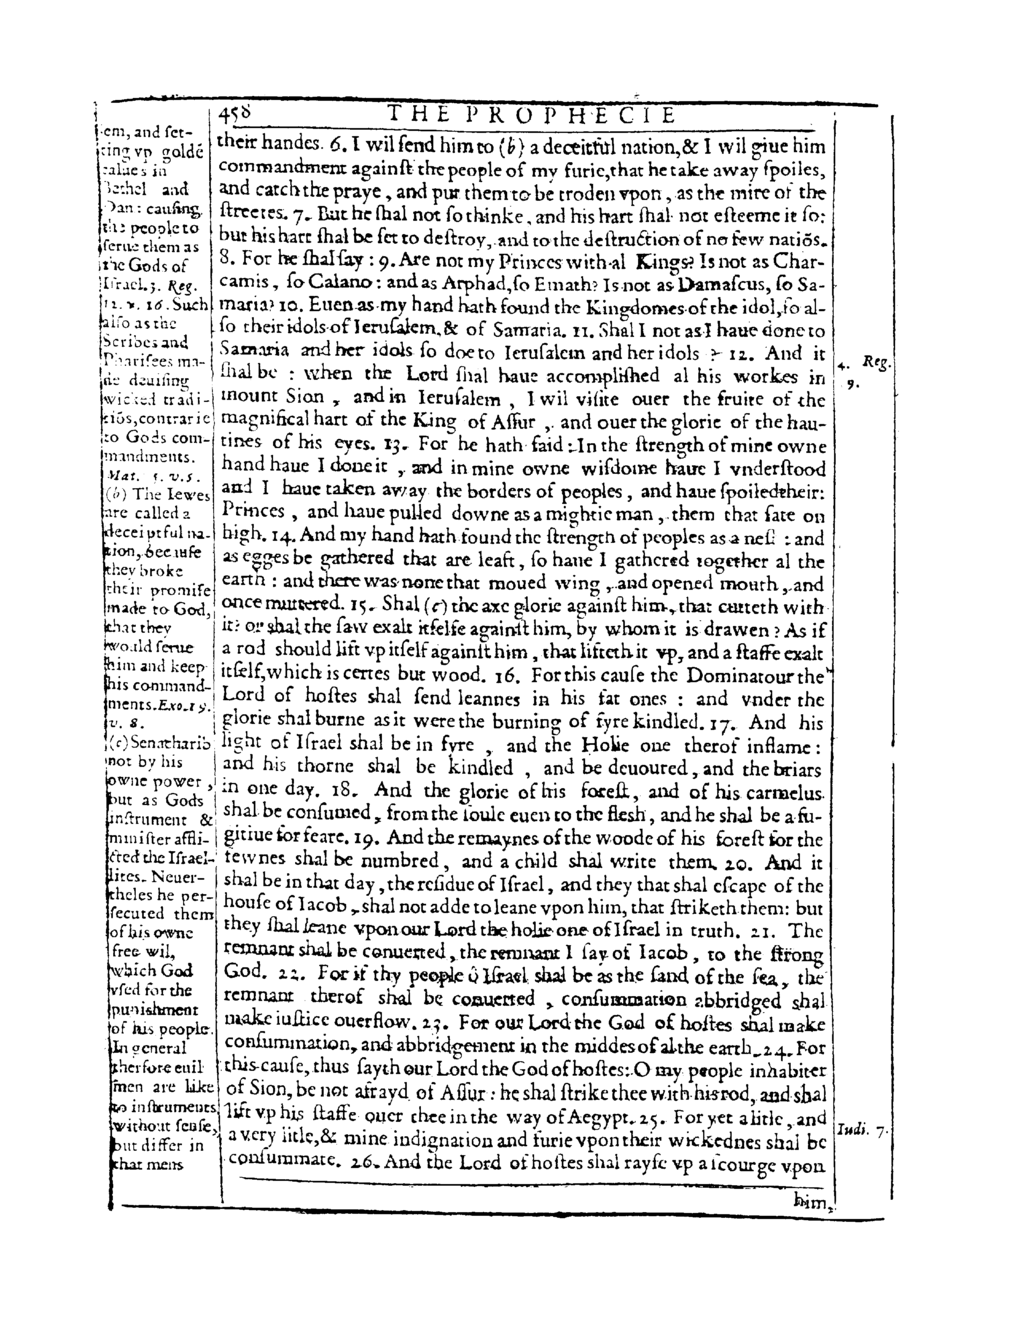 458 THE PROPHECIE
their handes. 6. I wil ſend him to (b) a deceitful nation, & I wil giue him
commandment againſt the people of my furie, that he take away ſpoiles,
and catch the praye, and put them to be troden vpon, as the mire of the
ſtreetes. 7. But he ſhal not ſo thinke, and his hart ſhal not eſteeme it ſo:
but his hart ſhal be ſet to deſtroy, and to the deſtruction of no few natiõs.
8. For he ſhal ſay: 9. Are not my Princes withal Kings? Is not as Char-
camis, ſo Calano: and as Arphad, ſo Emath? Is not as Damaſcus, ſo Sa-
maria? 10. Euen as my hand hath found the Kingdomes of the idol, ſo al-
ſo their idols of Ieruſalem, & of Samaria. 11. Shal I not as I haue done to
Samaria and her idols ſo doe to Ieruſalem and her idols? 12. And it
ſhal be: when the Lord ſhal haue accompliſhed al his workes in
mount Sion, and in Ieruſalem, I wil viſite ouer the fruite of the
magnifical hart of the King of Aſſur, and ouer the glorie of the hau-
tines of his eyes. 13. For he hath ſaid: In the ſtrength of mine owne
hand haue I done it, and in mine owne wiſdome haue I vnderſtood
and I haue taken away the borders of peoples, and haue ſpoiled their
Princes, and haue pulled downe as a mightie man, them that ſate on
high. 14. And my hand hath found the ſtrength of peoples as a neſt: and
as egges be gathered that are leaft, ſo haue I gathered together al the
earth: and there was none that moued wing, and opened mouth, and
once muttered. 15. Shal (c) the axe glorie againſt him, that cutteth with
it? or shal the ſaw exalt itſelfe againſt him, by whom it is drawen? As if
a rod should lift vp itſelf againſt him, that lifteth it vp, and a ſtaffe exalt
itſelf, which is certes but wood. 16. For this cauſe the Dominatour the
Lord of hoſtes shal ſend leannes in his fat ones: and vnder the
glorie shal burne as it were the burning of fyre kindled. 17. And his
light of Iſrael shal be in fyre, and the Holie one therof inflame:
and his thorne shal be kindled, and be deuoured, and the briars
in one day. 18. And the glorie of his foreſt, and of his carmelus
shal be conſumed, from the ſoule euen to the fleſh, and he shal be a fu-
gitiue for feare. 19. And the remaynes of the woode of his foreſt for the
fewnes shal be numbred, and a child shal write them. 20. And it
shal be in that day, the reſidue of Iſrael, and they that shal eſcape of the
houſe of Iacob, shal not adde to leane vpon him, that ſtriketh them: but
they ſhal leane vpon our Lord the holie one of Iſrael in truth. 21. The
remnant shal be conuerted, the remnant I ſay of Iacob, to the ſtrong
God. 22. For if thy people ô Iſrael shal be as the ſand of the ſea, the
remnant therof shal be conuerted, conſummation abbridged shal
make iuſtice ouerflow. 23. For our Lord the God of hoſtes shal make
conſummation, and abbridgement in the middes of al the earth. 24. For
this cauſe, thus ſayth our Lord the God of hoſtes: O my people inhabiter
of Sion, be not afrayd of Aſſur: he shal ſtrike thee with his rod, and shal
lift vp his ſtaffe ouer thee in the way of Aegypt. 25. For yet a litle, and
a very litle, & mine indignation and furie vpon their wickednes shal be
conſummate. 26. And the Lord of hoſtes shal rayſe vp a ſcourge vpon
him,
em, and ſet-
ting vp goldẽ
calues in
Bethel and
Dan: cauſing
the people to
ſerue them as
the Gods of
Iſrael. 3. Reg.
12. v. 16. Such
alſo as the
Scribes and
Phariſees ma-
de deuiſing
wicked tradi-
tiõs, contrarie
to Gods com-
mandments.
Mat. 5. v. 5.
(b) The Iewes
are called a
deceiptful na-
tion, becauſe
they broke
their promiſe
made to God,
that they
would ſerue
him and keep
his command-
ments. Exo. 19.
v. 8.
(c) Senatharib
not by his
owne power,
but as Gods
inſtrument &
miniſter affli-
cted the Iſrael-
lites. Neuer-
theles he per-
ſecuted them
of his owne
free wil,
which God
vſed for the
punishment
of his people.
In general
therfore euil
men are like
to inſtruments
without ſenſe,
but differ in
that mens
4. Reg.
9.
Iudi. 7.